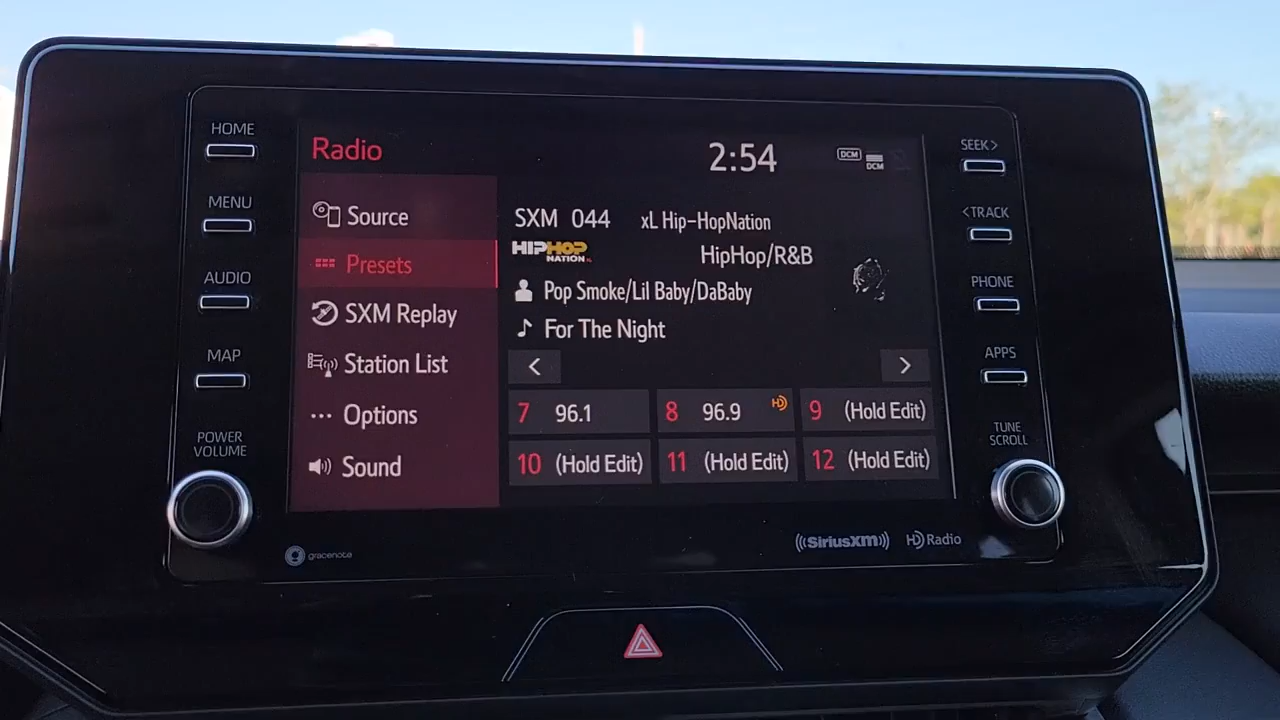 HOME
MENU
AUDIO
MAP
POWER
VOLUME
Radio
2:54
DCM
DCM
Source
Presets
SXM Replay
Station List
Options
Sound
SXM 044 xL Hip-HopNation
HIPHOP
NATION
HipHop/R&B
Pop Smoke/Lil Baby/DaBaby
For The Night
< >
7 96.1
8 96.9 HD
9 (Hold Edit)
10 (Hold Edit)
11 (Hold Edit)
12 (Hold Edit)
SEEK>
<TRACK
PHONE
APPS
TUNE
SCROLL
gracenote
SiriusXM
HD Radio